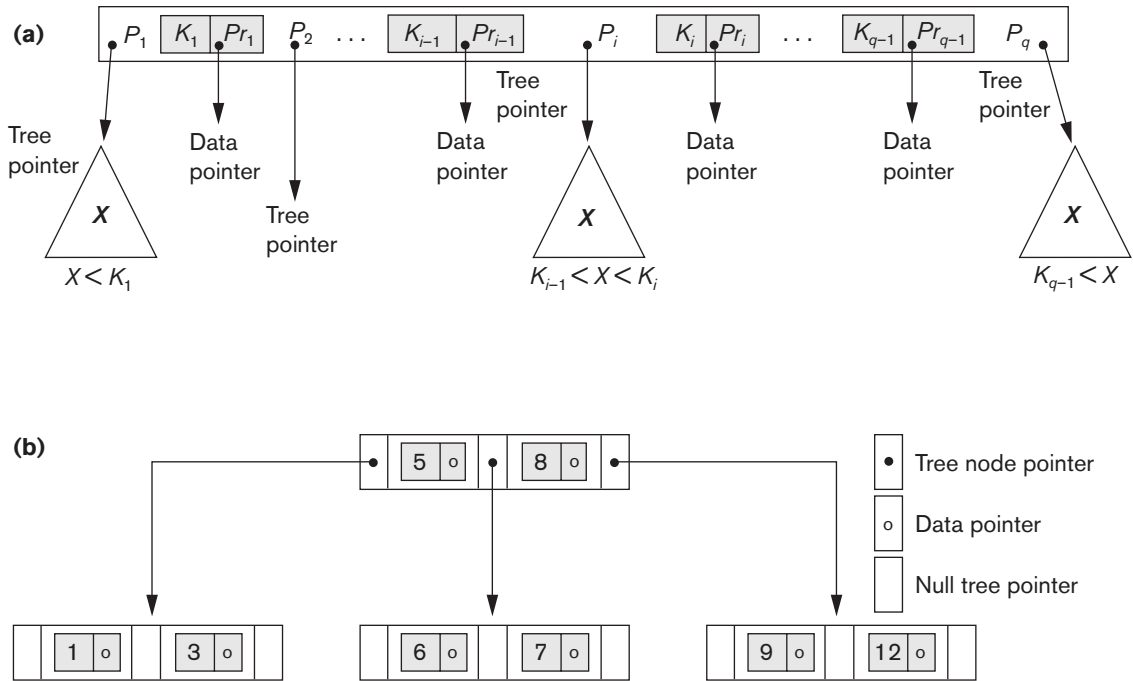 (a)
P1 K1 Pr1 P2 . . . Ki–1 Pri–1 Pi Ki Pri . . . Kq–1 Prq–1 Pq
Tree pointer
Data pointer
Tree pointer
Data pointer
Tree pointer
Data pointer
Data pointer
Tree pointer
X
X
X
X < K1
Ki–1 < X < Ki
Kq–1 < X
(b)
5 o 8 o
Tree node pointer
o Data pointer
Null tree pointer
1 o 3 o
6 o 7 o
9 o 12 o